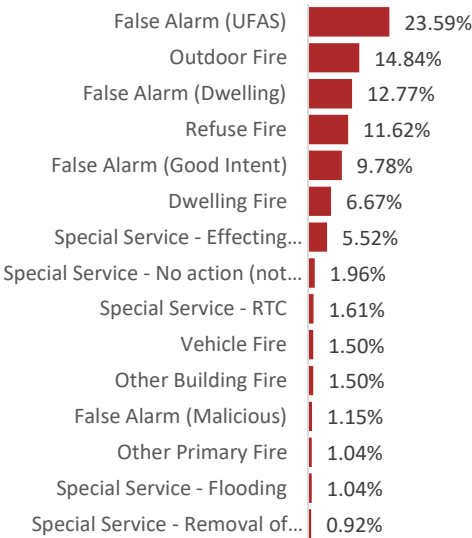 False Alarm (UFAS) 23.59%
Outdoor Fire 14.84%
False Alarm (Dwelling) 12.77%
Refuse Fire 11.62%
False Alarm (Good Intent) 9.78%
Dwelling Fire 6.67%
Special Service - Effecting... 5.52%
Special Service - No action (not... 1.96%
Special Service - RTC 1.61%
Vehicle Fire 1.50%
Other Building Fire 1.50%
False Alarm (Malicious) 1.15%
Other Primary Fire 1.04%
Special Service - Flooding 1.04%
Special Service - Removal of... 0.92%